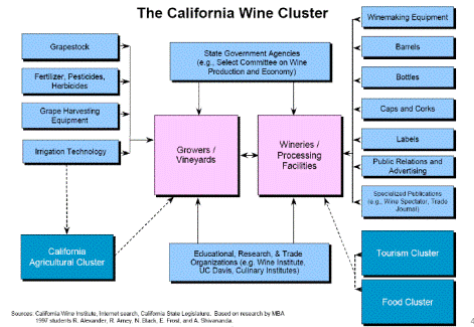 The California Wine Cluster
Grapestock
Fertilizer, Pesticides,
Herbicides
Grape Harvesting
Equipment
Irrigation Technology
California
Agricultural Cluster
State Government Agencies
(e.g., Select Committee on Wine
Production and Economy)
Growers /
Vineyards
Wineries /
Processing
Facilities
Educational, Research, & Trade
Organizations (e.g. Wine Institute,
UC Davis, Culinary Institutes)
Winemaking Equipment
Barrels
Bottles
Caps and Corks
Labels
Public Relations and
Advertising
Specialized Publications
(e.g., Wine Spectator, Trade
Journal)
Tourism Cluster
Food Cluster
Sources: California Wine Institute, Internet search, California State Legislature. Based on research by MBA
1997 students R. Alexander, R. Arney, N. Black, E. Frost, and A. Shivananda.